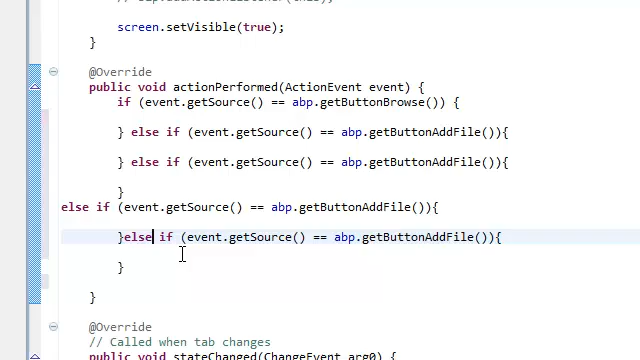 screen.setVisible(true);
}
@Override
public void actionPerformed(ActionEvent event) {
if (event.getSource() == abp.getButtonBrowse()) {
} else if (event.getSource() == abp.getButtonAddFile()){
} else if (event.getSource() == abp.getButtonAddFile()){
}
else if (event.getSource() == abp.getButtonAddFile()){
}else if (event.getSource() == abp.getButtonAddFile()){
}
}
@Override
// Called when tab changes
public void stateChanged(ChangeEvent arg0) {